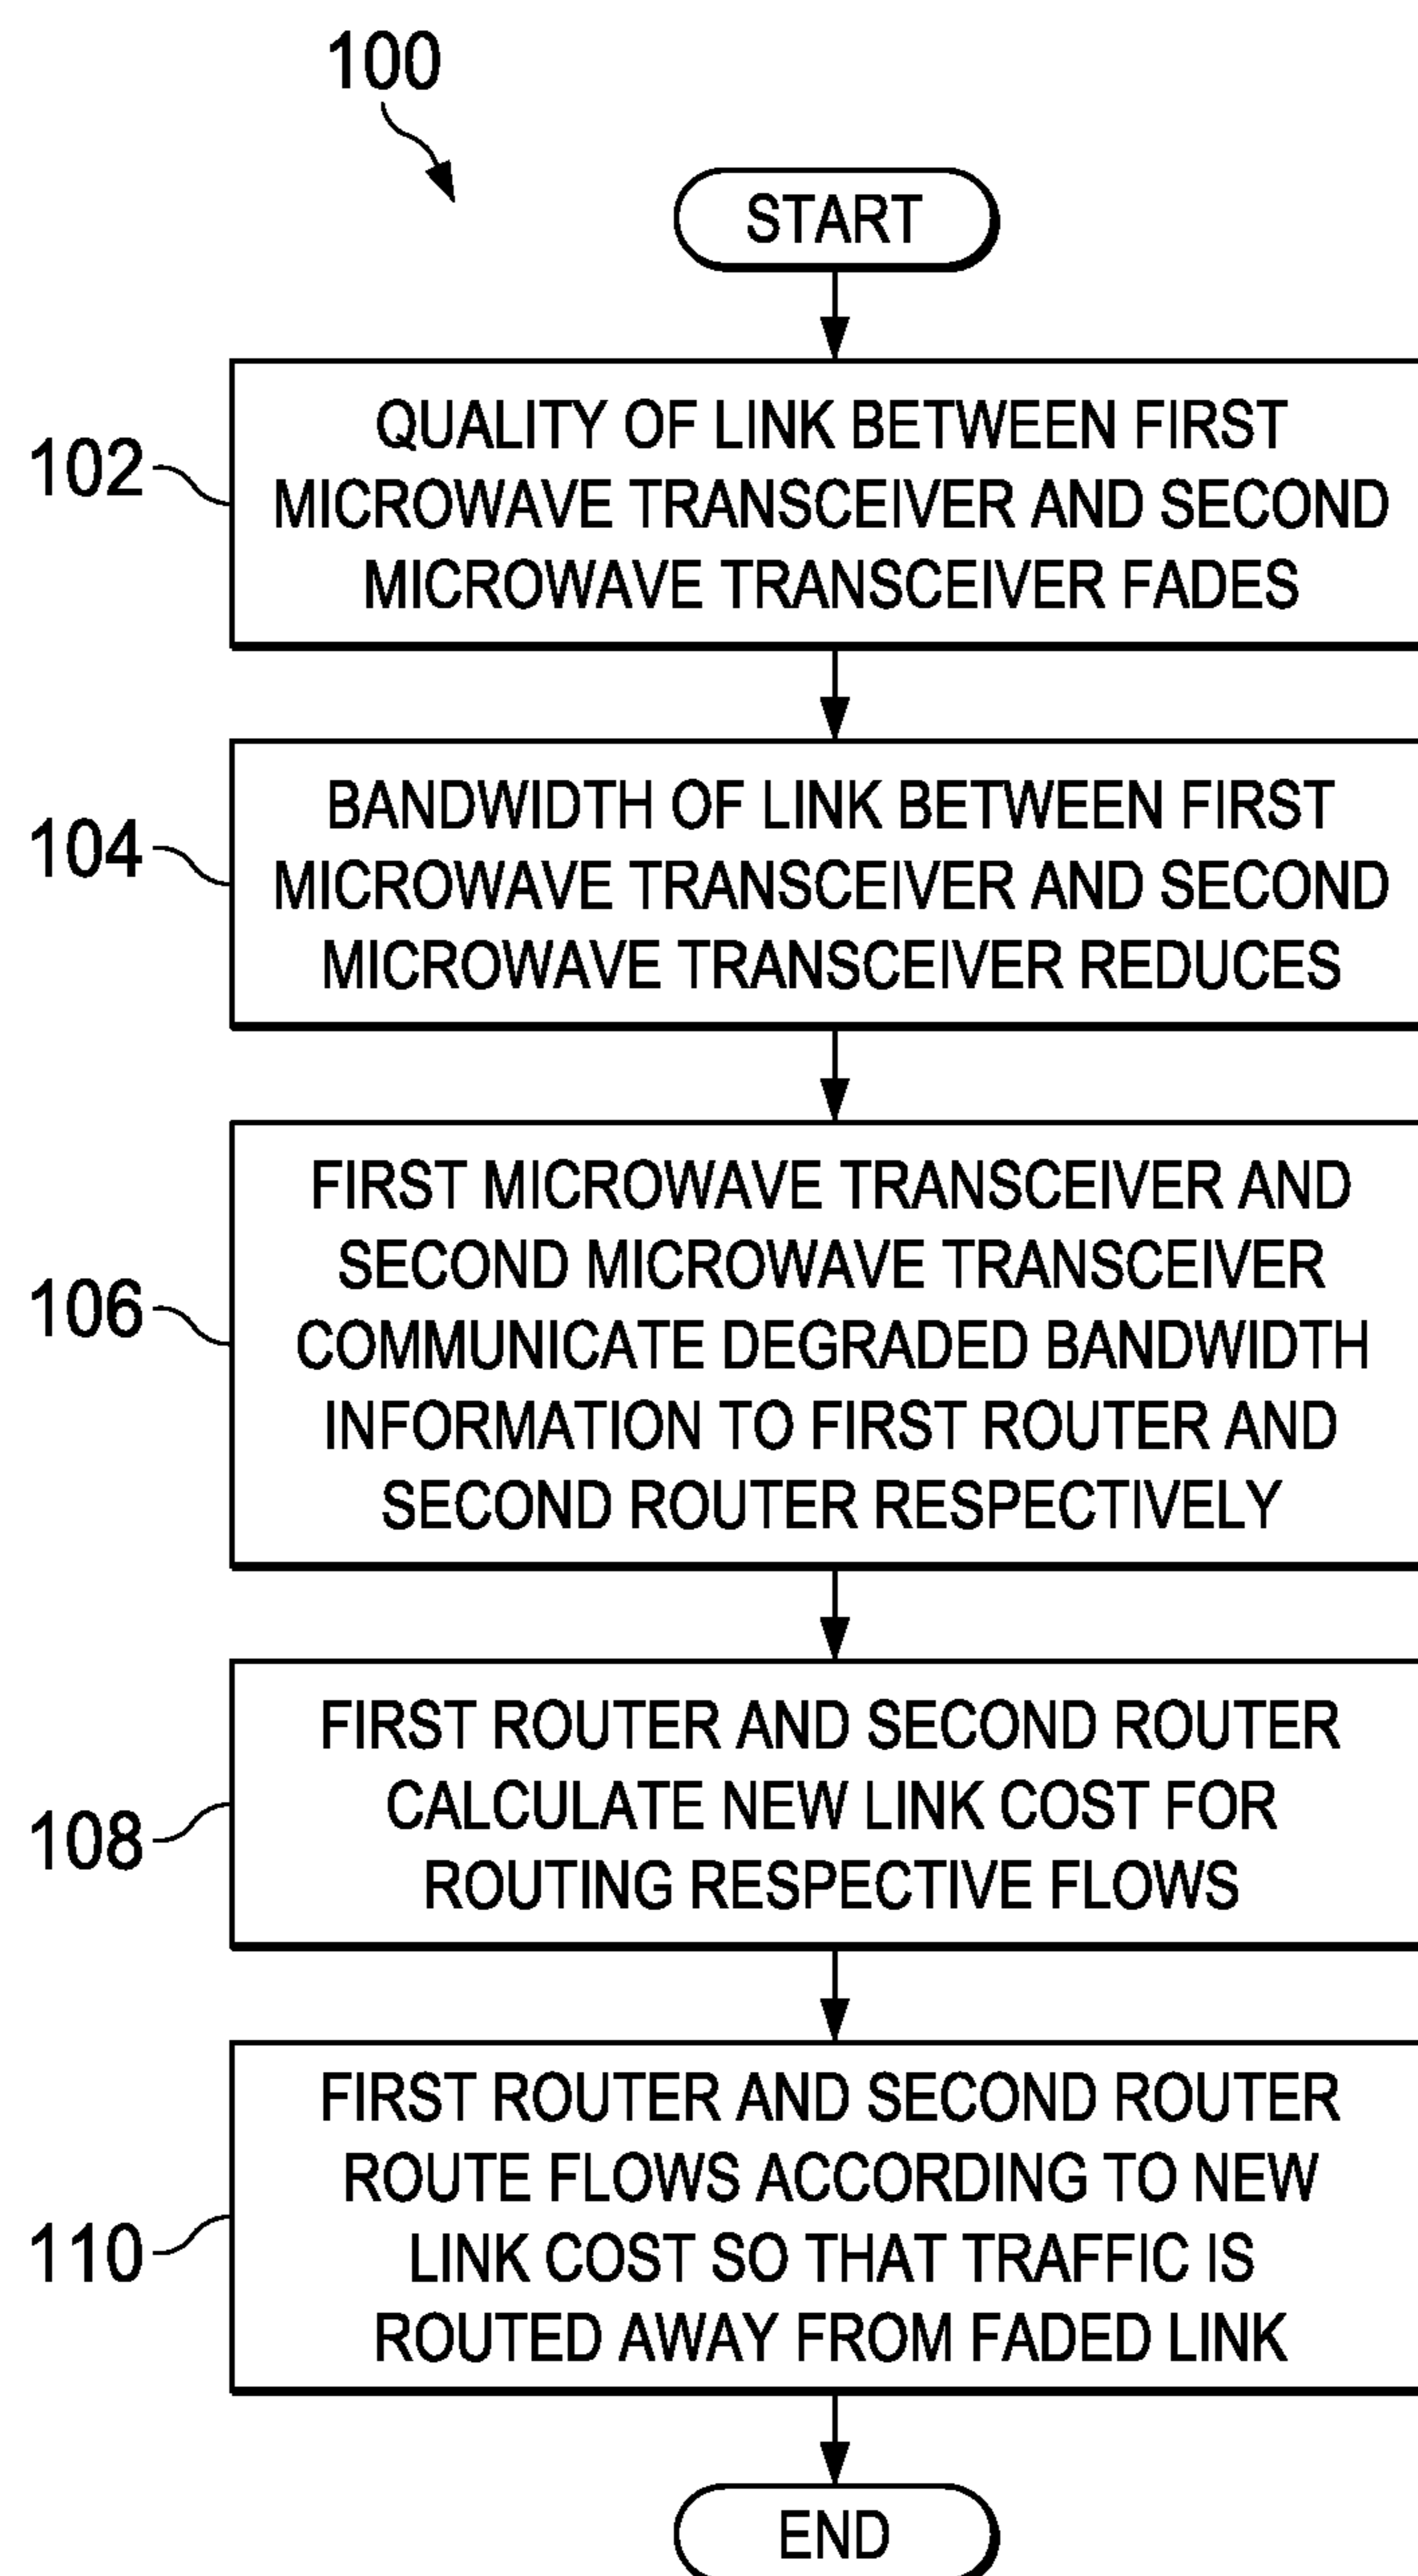 100
START
102
QUALITY OF LINK BETWEEN FIRST
MICROWAVE TRANSCEIVER AND SECOND
MICROWAVE TRANSCEIVER FADES
104
BANDWIDTH OF LINK BETWEEN FIRST
MICROWAVE TRANSCEIVER AND SECOND
MICROWAVE TRANSCEIVER REDUCES
106
FIRST MICROWAVE TRANSCEIVER AND
SECOND MICROWAVE TRANSCEIVER
COMMUNICATE DEGRADED BANDWIDTH
INFORMATION TO FIRST ROUTER AND
SECOND ROUTER RESPECTIVELY
108
FIRST ROUTER AND SECOND ROUTER
CALCULATE NEW LINK COST FOR
ROUTING RESPECTIVE FLOWS
110
FIRST ROUTER AND SECOND ROUTER
ROUTE FLOWS ACCORDING TO NEW
LINK COST SO THAT TRAFFIC IS
ROUTED AWAY FROM FADED LINK
END